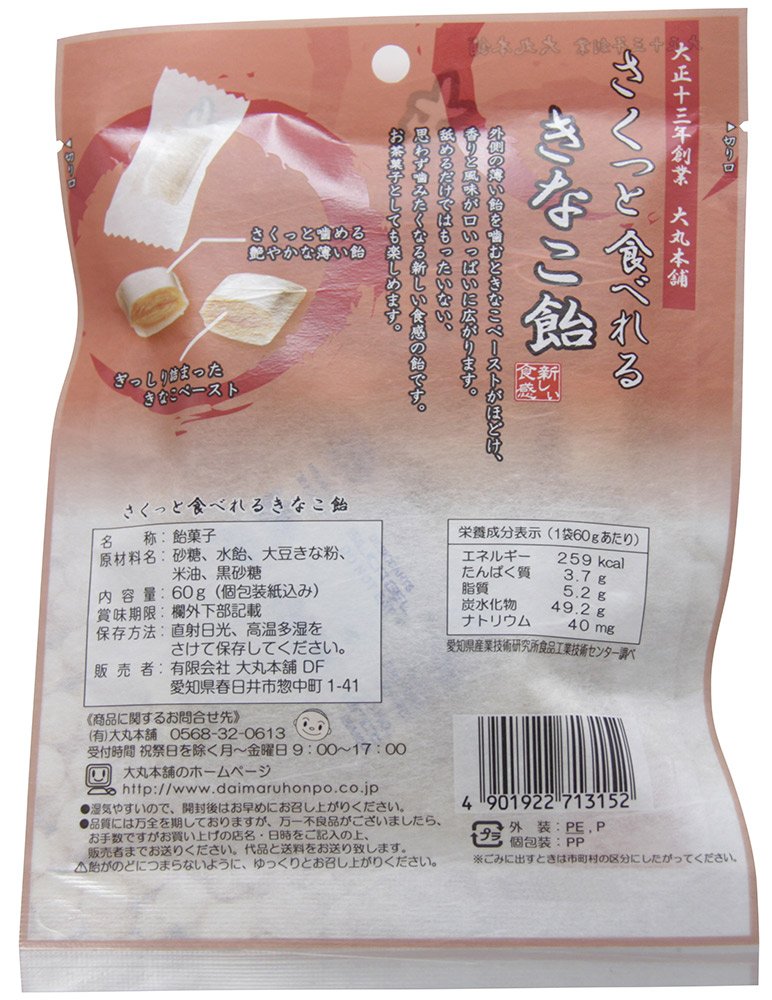 大正十三年創業 大丸本舗
さくっと食べれる
きなこ飴
新しい
食感
外側の薄い飴を噛むときなこペーストがほどけ、
香りと風味が口いっぱいに広がります。
舐めるだけではもったいない、
思わず噛みたくなる新しい食感の飴です。
お茶菓子としても楽しめます。
切り口
切り口
さくっと噛める
艶やかな薄い飴
ぎっしり詰まった
きなこペースト
さくっと食べれるきなこ飴
名称:飴菓子
原材料名:砂糖、水飴、大豆きな粉、
米油、黒砂糖
内容量:60g(個包装紙込み)
賞味期限:欄外下部記載
保存方法:直射日光、高温多湿を
さけて保存してください。
販売者:有限会社 大丸本舗 DF
愛知県春日井市惣中町 1-41
栄養成分表示(1袋60gあたり)
エネルギー 259 kcal
たんぱく質 3.7 g
脂質 5.2 g
炭水化物 49.2 g
ナトリウム 40 mg
愛知県産業技術研究所食品工業技術センター調べ
《商品に関するお問合せ先》
(有)大丸本舗 0568-32-0613
受付時間 祝祭日を除く月〜金曜日 9:00〜17:00
大丸本舗のホームページ
http://www.daimaruhonpo.co.jp
●湿気やすいので、開封後はお早めにお召し上がりください。
●品質には万全を期しておりますが、万一不良品がございましたら、
お手数ですがお買い上げの店名・日時をご記入の上、
販売者までお送りください。代品と送料をお送り致します。
⚠飴がのどにつまらないように、ゆっくりとお召し上がりください。
4 901922 713152
プラ
外装:PE,P
個包装:PP
※ごみに出すときは市町村の区分にしたがってください。